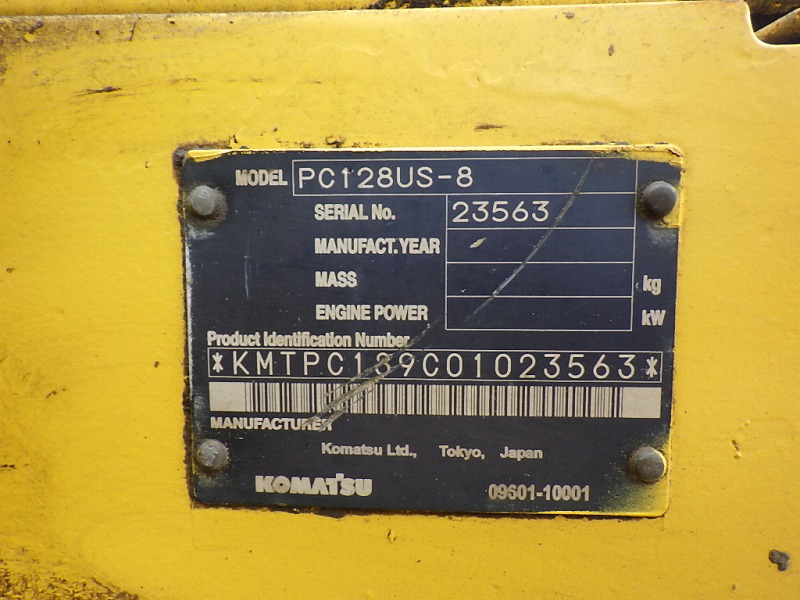 MODEL PC128US-8
SERIAL No. 23563
MANUFACT. YEAR
MASS kg
ENGINE POWER kW
Product Identification Number
*KMTPC189C01023563*
MANUFACTURER
Komatsu Ltd., Tokyo, Japan
KOMATSU 09601-10001